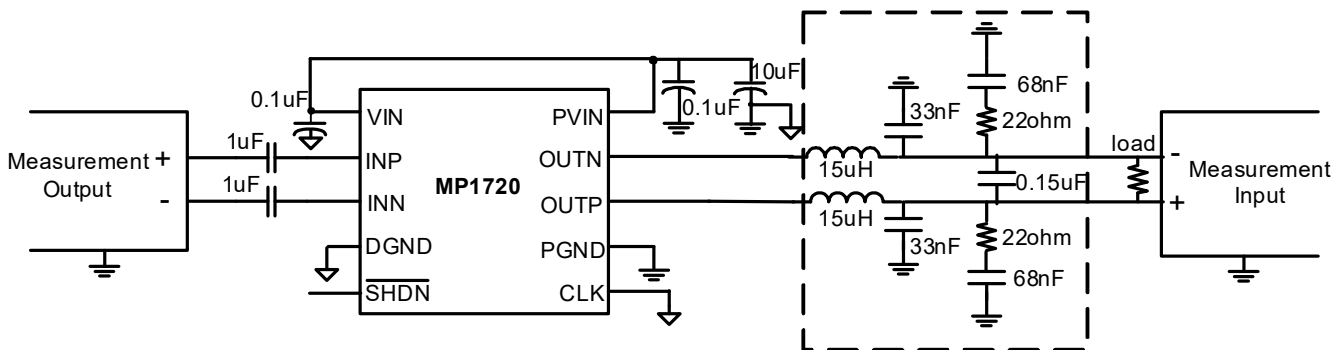 10uF
68nF
0.1uF
33nF
0.1uF
VIN
PVIN
22ohm
1uF
load
Measurement
Output
+
-
INP
OUTN
15uH
-
Measurement
Input
MP1720
0.15uF
1uF
INN
OUTP
15uH
+
33nF
22ohm
DGND
PGND
68nF
SHDN
CLK